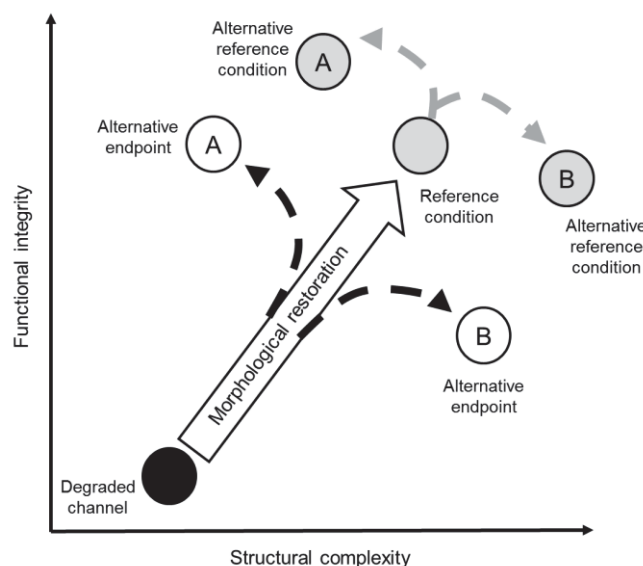 Alternative
reference
condition
A
Alternative
endpoint
A
Reference
condition
B
Alternative
reference
condition
Functional integrity
Morphological restoration
B
Alternative
endpoint
Degraded
channel
Structural complexity